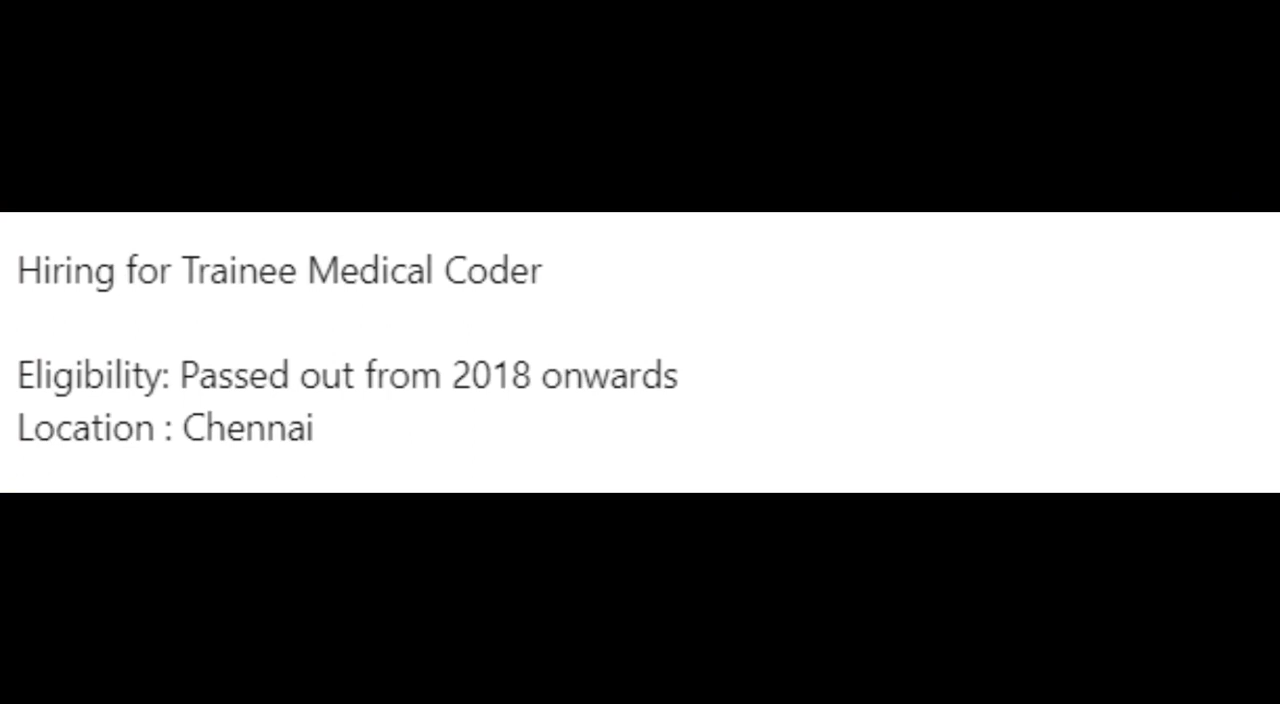 Hiring for Trainee Medical Coder
Eligibility: Passed out from 2018 onwards
Location : Chennai